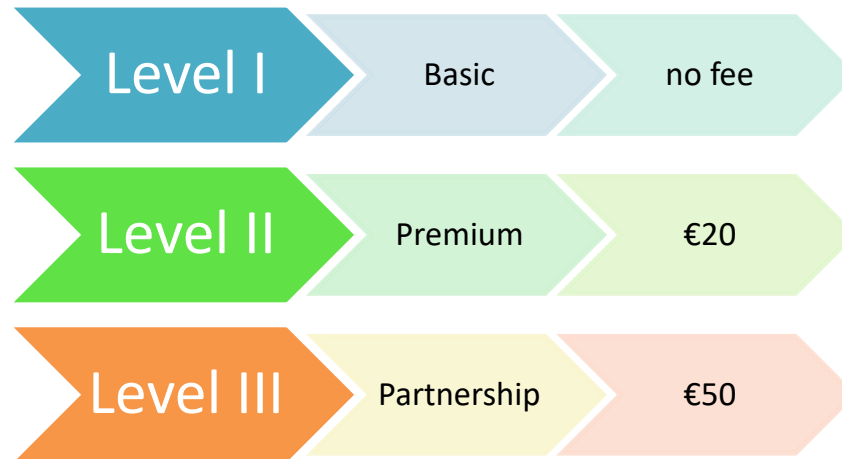 Level I
Basic
no fee
Level II
Premium
€20
Level III
Partnership
€50